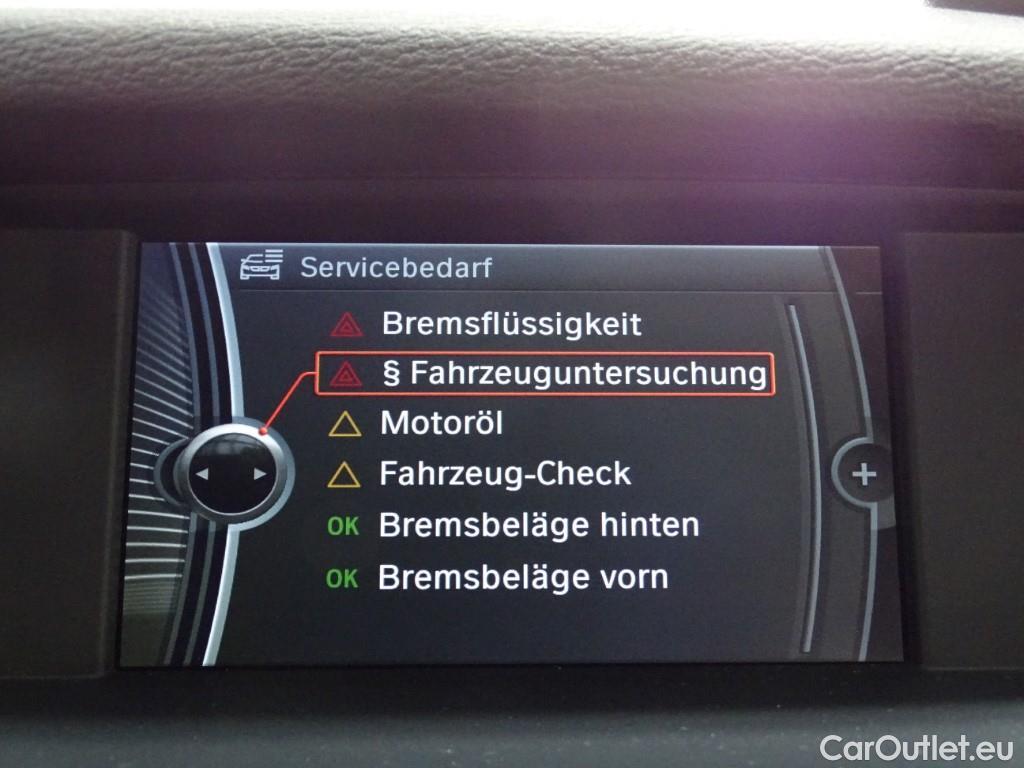 Servicebedarf
Bremsflüssigkeit
§ Fahrzeuguntersuchung
Motoröl
Fahrzeug-Check
OK Bremsbeläge hinten
OK Bremsbeläge vorn
+
CarOutlet.eu